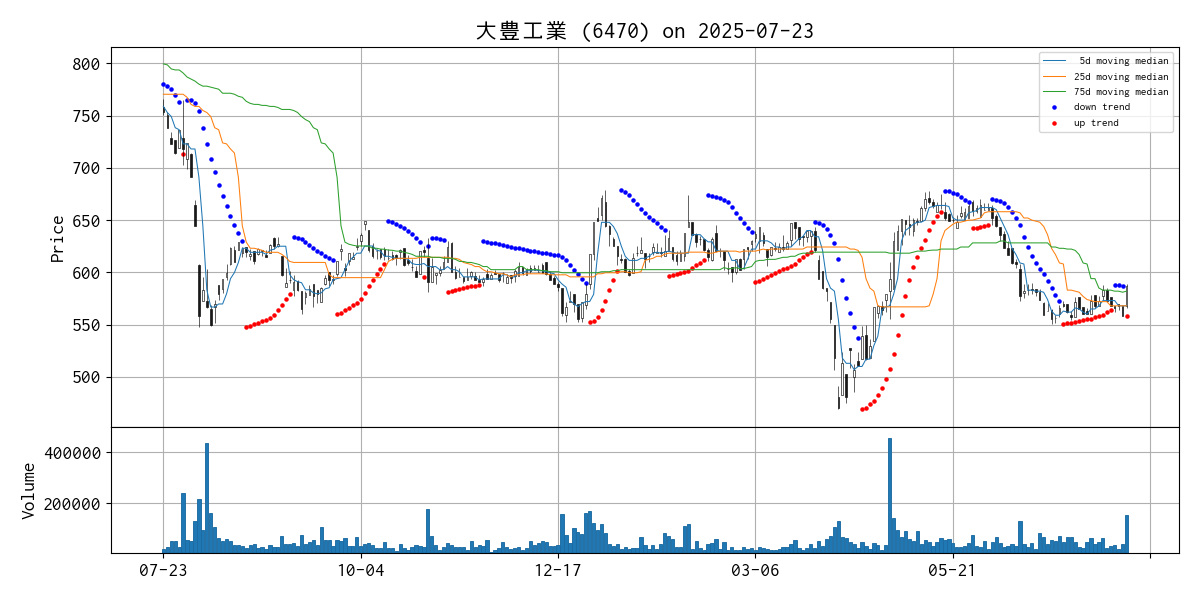 大豊工業 (6470) on 2025-07-23
800
750
700
650
600
550
500
Price
5d moving median
25d moving median
75d moving median
down trend
up trend
400000
200000
Volume
07-23
10-04
12-17
03-06
05-21